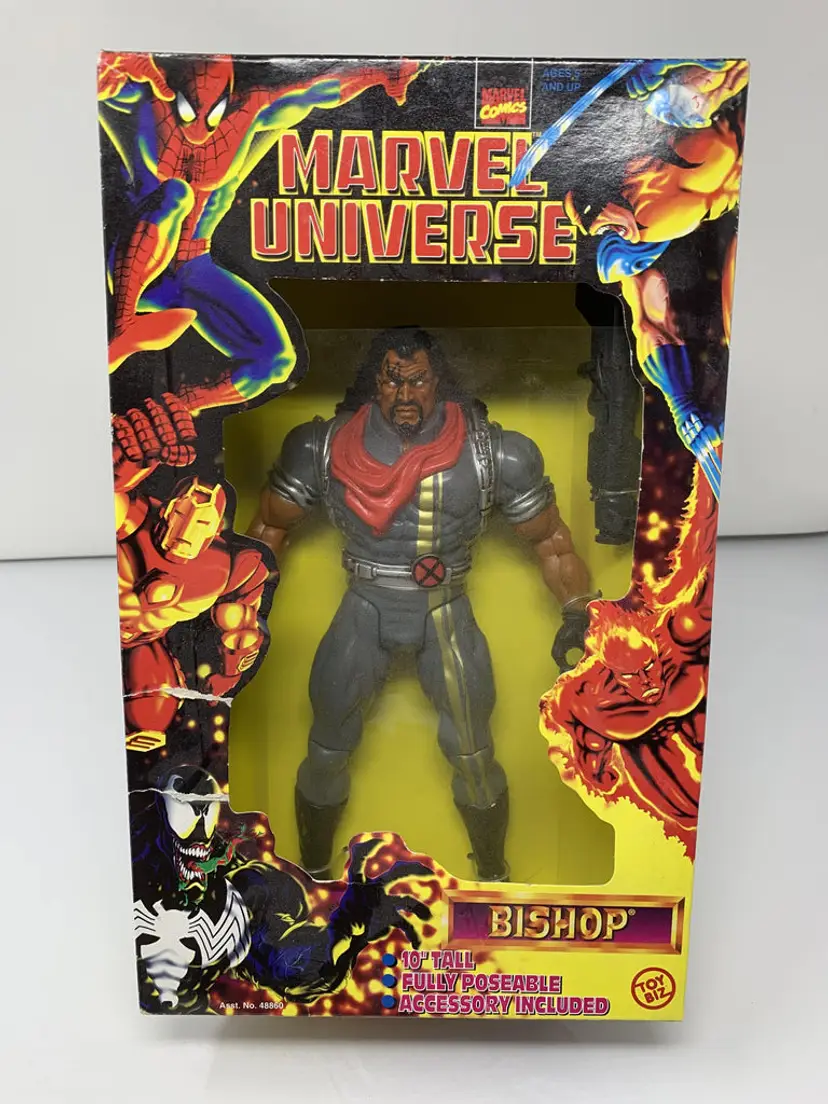 AGES 5
AND UP
MARVEL
COMICS
MARVEL™
UNIVERSE
BISHOP®
• 10" TALL
• FULLY POSEABLE
• ACCESSORY INCLUDED
TOY
BIZ
Asst. No. 48860